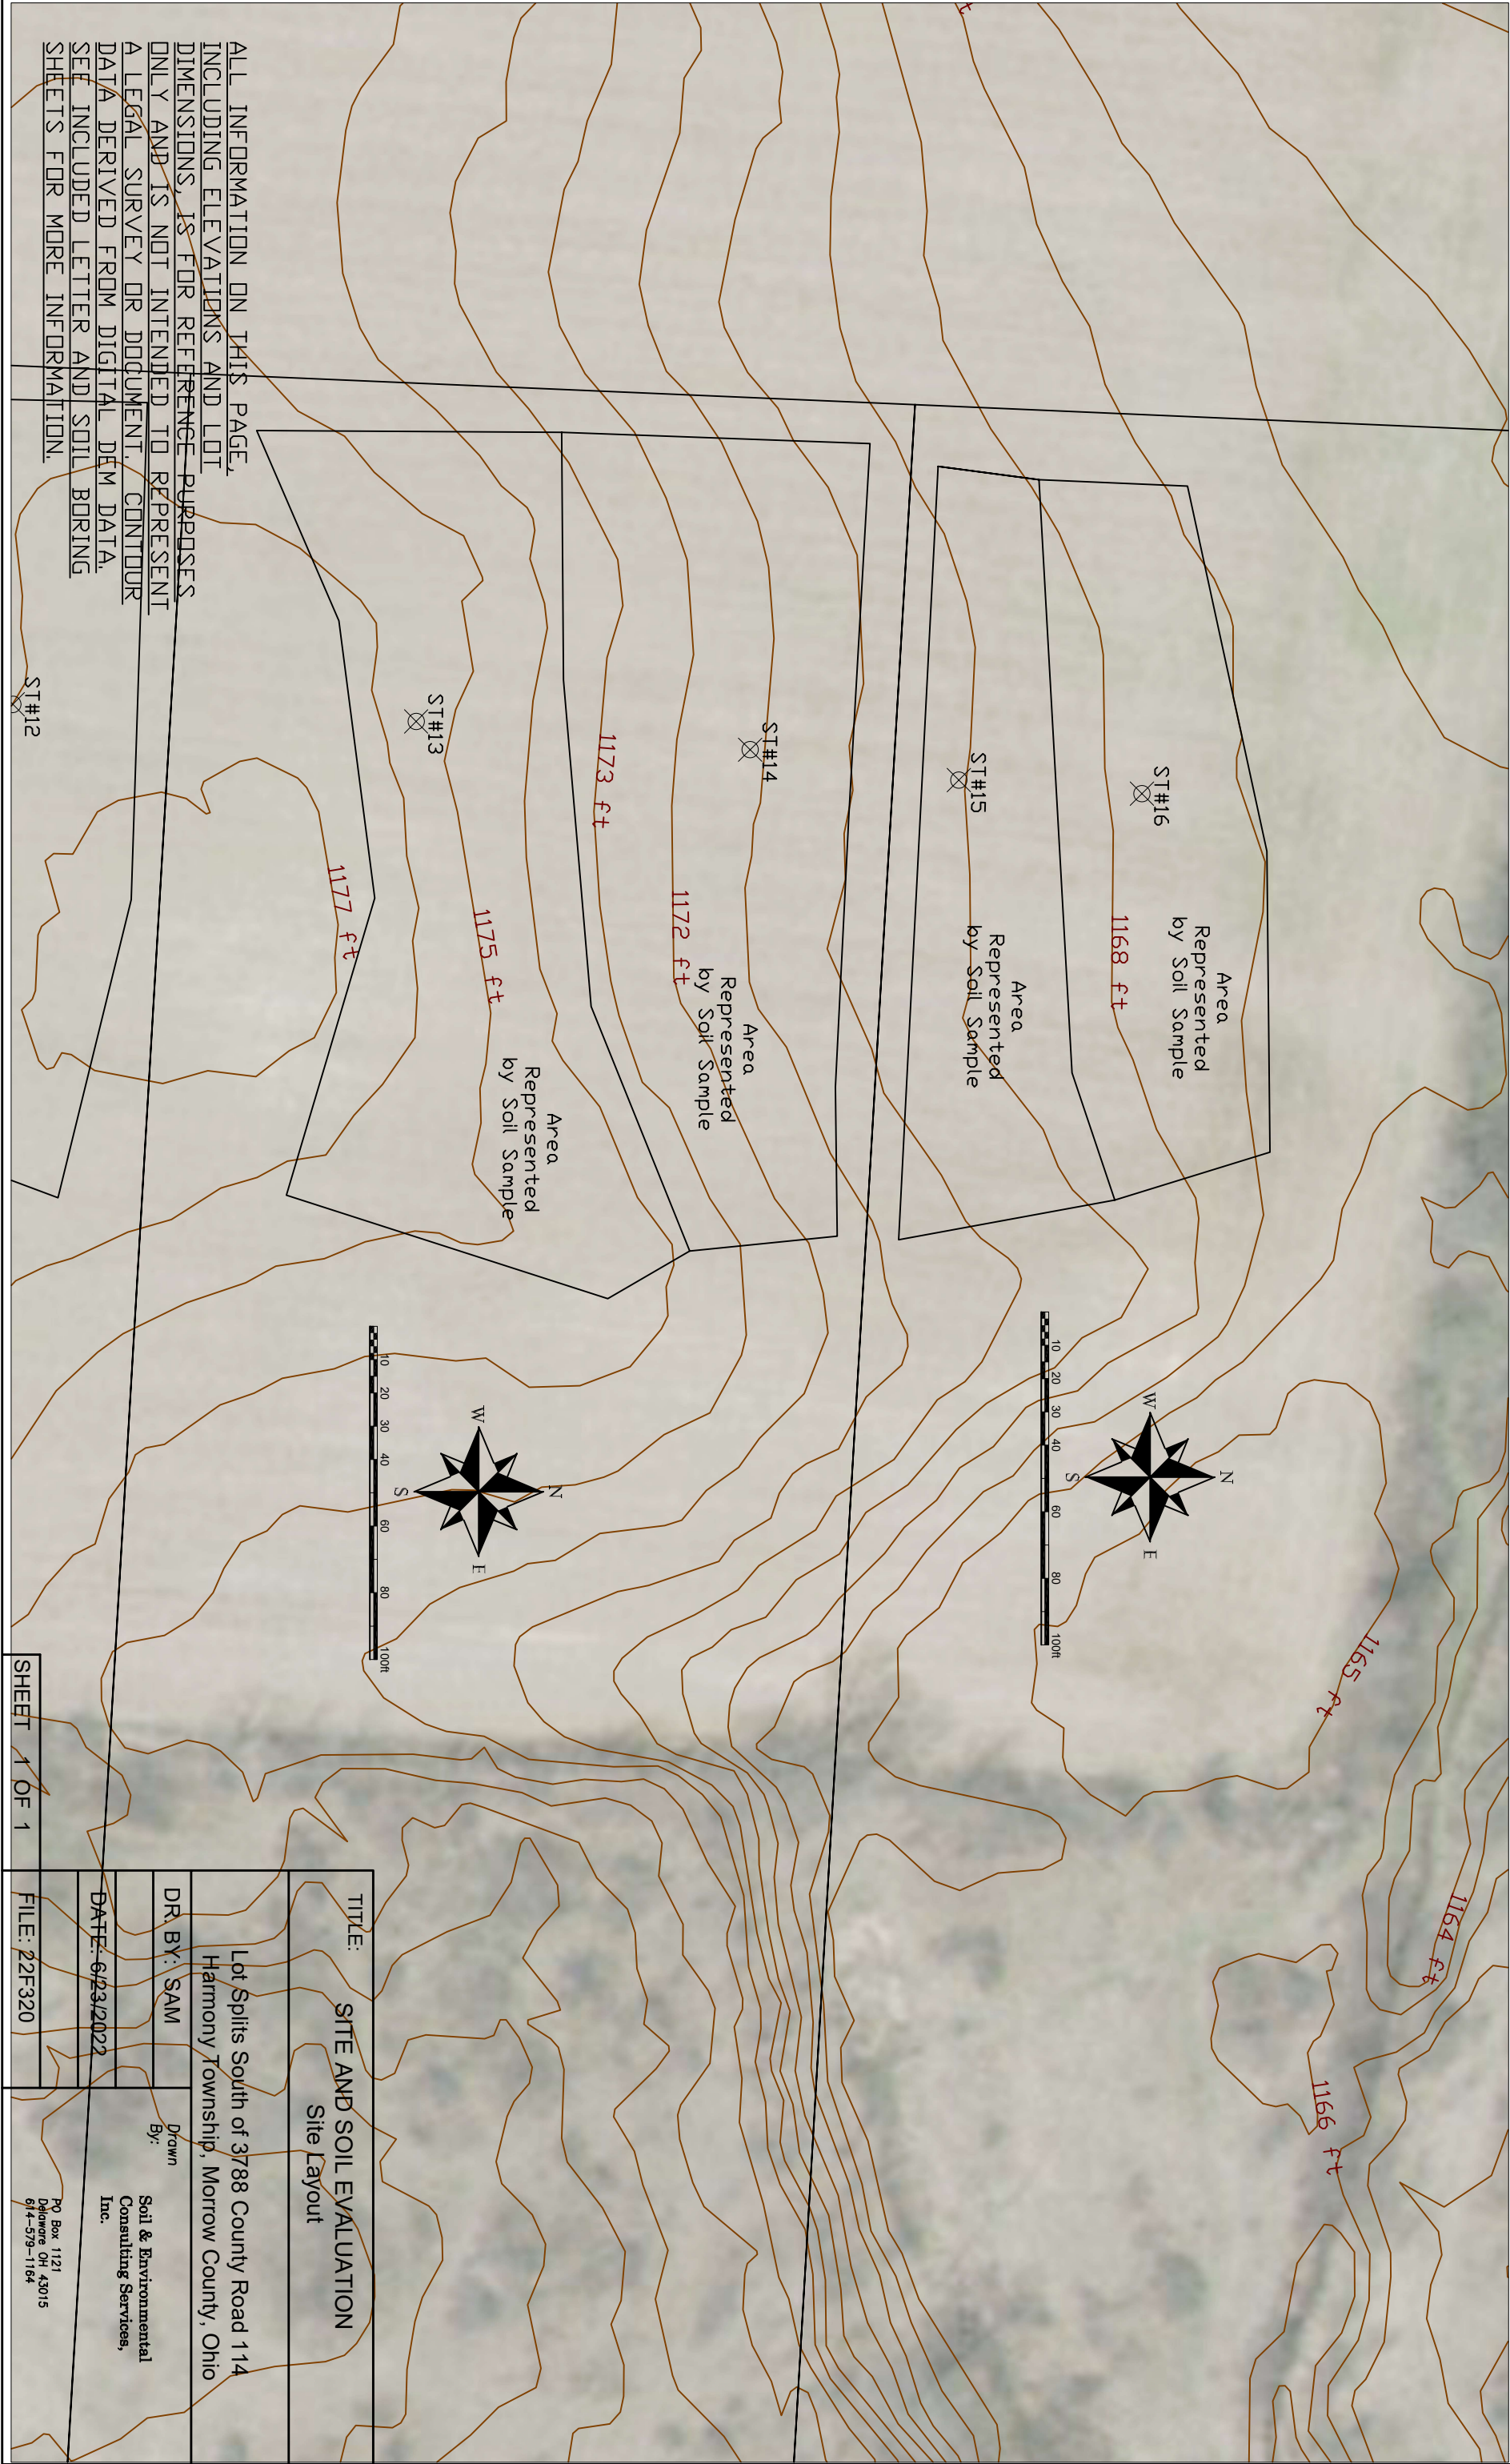 ALL INFORMATION ON THIS PAGE,
INCLUDING ELEVATIONS AND LOT
DIMENSIONS, IS FOR REFERENCE PURPOSES
ONLY AND IS NOT INTENDED TO REPRESENT
A LEGAL SURVEY OR DOCUMENT. CONTOUR
DATA DERIVED FROM DIGITAL DEM DATA.
SEE INCLUDED LETTER AND SOIL BORING
SHEETS FOR MORE INFORMATION.
ST#16
ST#15
ST#14
ST#13
ST#12
Area
Represented
by Soil Sample
Area
Represented
by Soil Sample
Area
Represented
by Soil Sample
Area
Represented
by Soil Sample
1168 ft
1172 ft
1173 ft
1175 ft
1177 ft
1165 ft
1164 ft
1166 ft
N
W
E
S
10 20 30 40 60 80 100ft
N
W
E
S
10 20 30 40 60 80 100ft
TITLE:
SITE AND SOIL EVALUATION
Site Layout
Lot Splits South of 3788 County Road 114
Harmony Township, Morrow County, Ohio
DR. BY: SAM
DATE: 6/23/2022
FILE: 22F320
SHEET 1 OF 1
Drawn
By:
Soil & Environmental
Consulting Services,
Inc.
PO Box 1121
Delaware OH 43015
614-579-1164